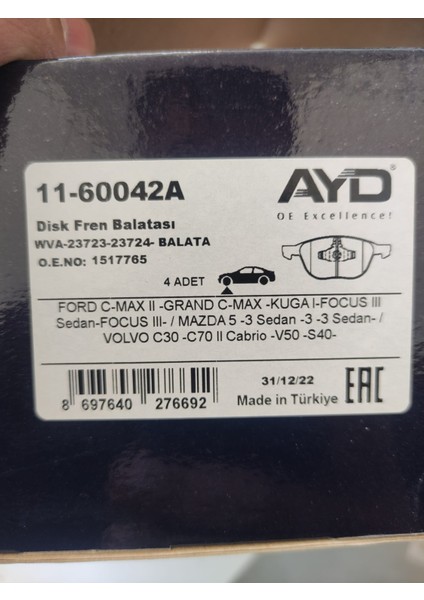 11-60042A
AYD®
OE Excellence!
Disk Fren Balatası
WVA-23723-23724- BALATA
O.E.NO: 1517765
4 ADET
FORD C-MAX II -GRAND C-MAX -KUGA I-FOCUS III
Sedan-FOCUS III- / MAZDA 5 -3 Sedan -3 -3 Sedan- /
VOLVO C30 -C70 II Cabrio -V50 -S40-
8 697640 276692
31/12/22
Made in Türkiye
EAC